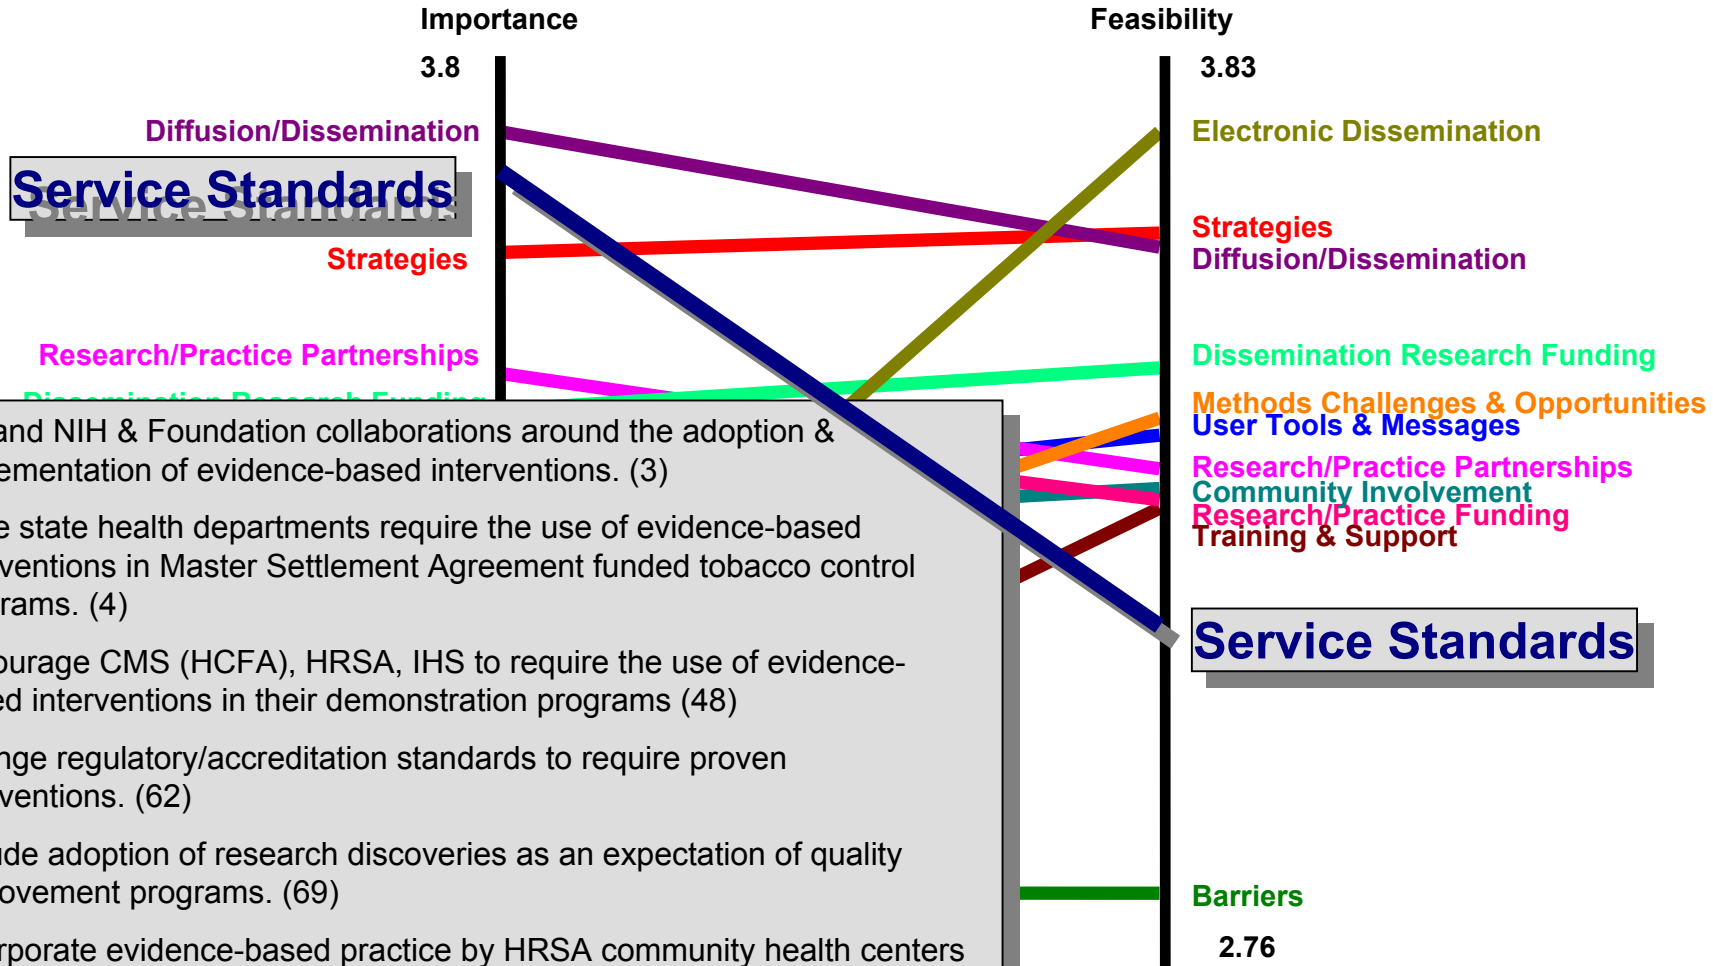 Importance
Feasibility
3.8
3.83
Diffusion/Dissemination
Service Standards
Strategies
Research/Practice Partnerships
Dissemination Research Funding
Electronic Dissemination
Strategies
Diffusion/Dissemination
Dissemination Research Funding
Methods Challenges & Opportunities
User Tools & Messages
Research/Practice Partnerships
Community Involvement
Research/Practice Funding
Training & Support
Service Standards
Barriers
2.76
and NIH & Foundation collaborations around the adoption &
ementation of evidence-based interventions. (3)
e state health departments require the use of evidence-based
ventions in Master Settlement Agreement funded tobacco control
rams. (4)
ourage CMS (HCFA), HRSA, IHS to require the use of evidence-
ed interventions in their demonstration programs (48)
nge regulatory/accreditation standards to require proven
ventions. (62)
ude adoption of research discoveries as an expectation of quality
ovement programs. (69)
rporate evidence-based practice by HRSA community health centers